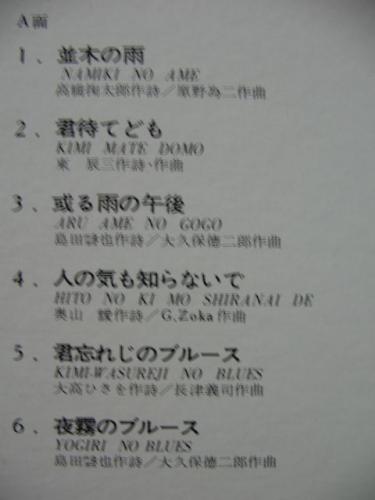 A面
1、並木の雨
NAMIKI NO AME
高橋掬太郎作詩／原野為二作曲
2、君待てども
KIMI MATE DOMO
東 辰三作詩・作曲
3、或る雨の午後
ARU AME NO GOGO
島田磬也作詩／大久保徳二郎作曲
4、人の気も知らないで
HITO NO KI MO SHIRANAI DE
奥山 靉作詩／G,Zoka作曲
5、君忘れじのブルース
KIMI-WASUREJI NO BLUES
大高ひさを作詩／長津義司作曲
6、夜霧のブルース
YOGIRI NO BLUES
島田磬也作詩／大久保徳二郎作曲